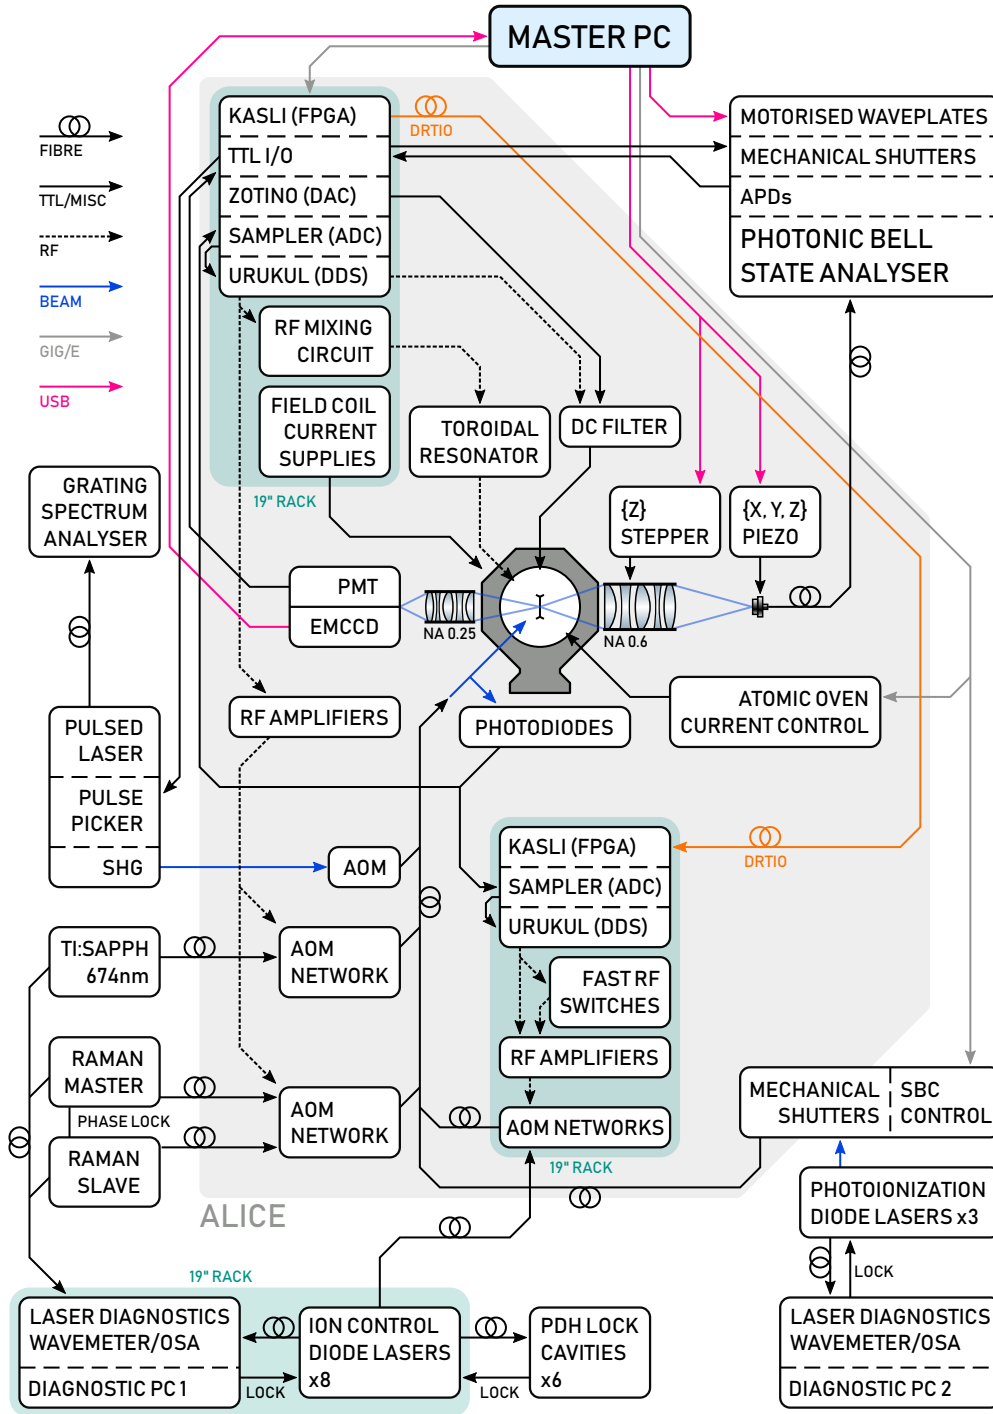 MASTER PC
FIBRE
TTL/MISC
RF
BEAM
GIG/E
USB
KASLI (FPGA)
TTL I/O
ZOTINO (DAC)
SAMPLER (ADC)
URUKUL (DDS)
DRTIO
MOTORISED WAVEPLATES
MECHANICAL SHUTTERS
APDs
PHOTONIC BELL
STATE ANALYSER
RF MIXING
CIRCUIT
FIELD COIL
CURRENT
SUPPLIES
19" RACK
TOROIDAL
RESONATOR
DC FILTER
GRATING
SPECTRUM
ANALYSER
{Z}
STEPPER
{X, Y, Z}
PIEZO
PMT
EMCCD
NA 0.25
NA 0.6
RF AMPLIFIERS
PHOTODIODES
ATOMIC OVEN
CURRENT CONTROL
PULSED
LASER
PULSE
PICKER
SHG
AOM
KASLI (FPGA)
SAMPLER (ADC)
URUKUL (DDS)
DRTIO
TI:SAPPH
674nm
AOM
NETWORK
FAST RF
SWITCHES
RF AMPLIFIERS
AOM NETWORKS
19" RACK
RAMAN
MASTER
PHASE LOCK
RAMAN
SLAVE
AOM
NETWORK
MECHANICAL
SHUTTERS
SBC
CONTROL
ALICE
PHOTOIONIZATION
DIODE LASERS x3
LOCK
19" RACK
LASER DIAGNOSTICS
WAVEMETER/OSA
DIAGNOSTIC PC 1
LOCK
ION CONTROL
DIODE LASERS
x8
LOCK
PDH LOCK
CAVITIES
x6
LASER DIAGNOSTICS
WAVEMETER/OSA
DIAGNOSTIC PC 2